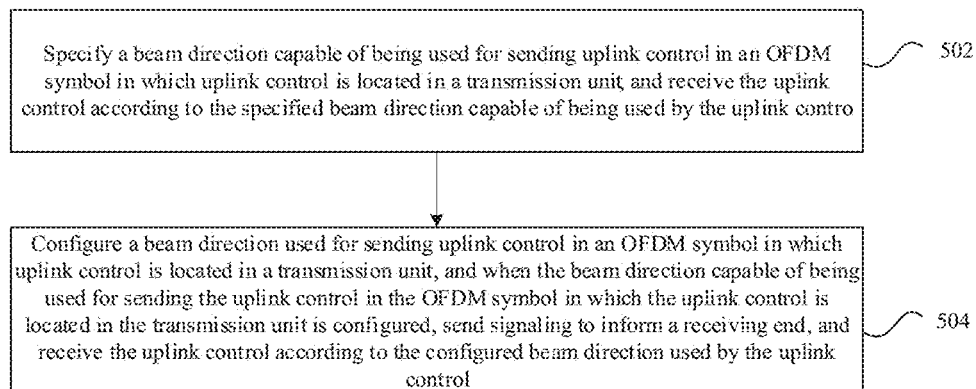 Specify a beam direction capable of being used for sending uplink control in an OFDM
symbol in which uplink control is located in a transmission unit, and receive the uplink
control according to the specified beam direction capable of being used by the uplink contro
502
Configure a beam direction used for sending uplink control in an OFDM symbol in which
uplink control is located in a transmission unit, and when the beam direction capable of being
used for sending the uplink control in the OFDM symbol in which the uplink control is
located in the transmission unit is configured, send signaling to inform a receiving end, and
receive the uplink control according to the configured beam direction used by the uplink
control
504